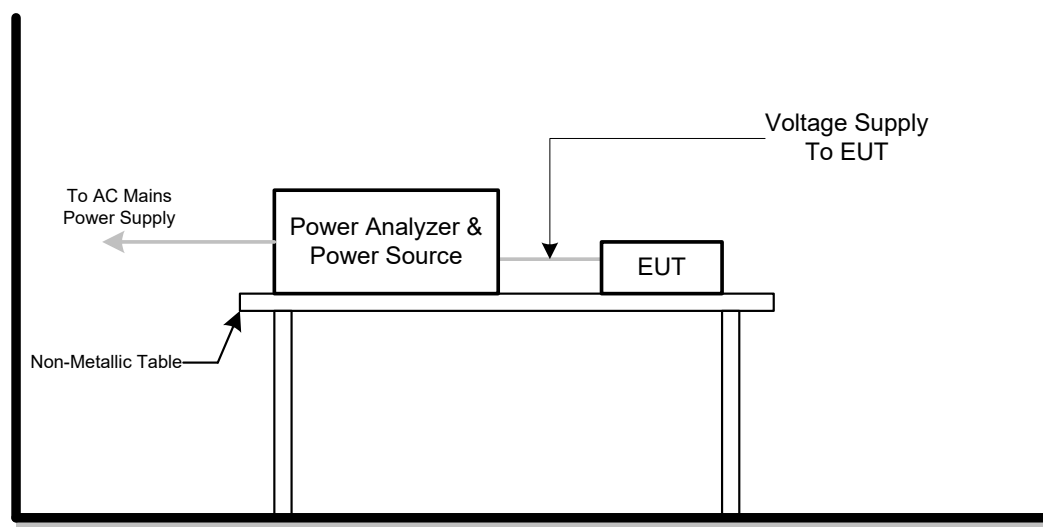 Voltage Supply
To EUT
To AC Mains
Power Supply
Power Analyzer &
Power Source
EUT
Non-Metallic Table